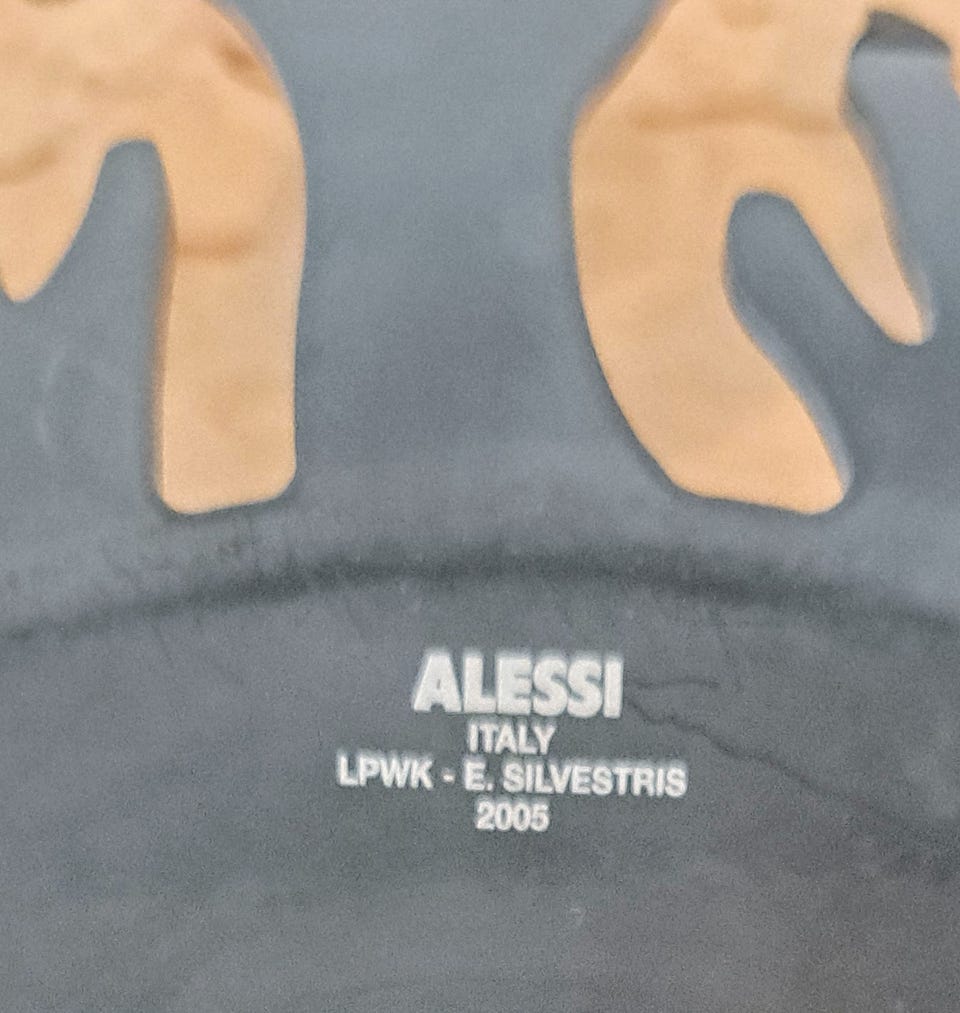 ALESSI
ITALY
LPWK - E. SILVESTRIS
2005